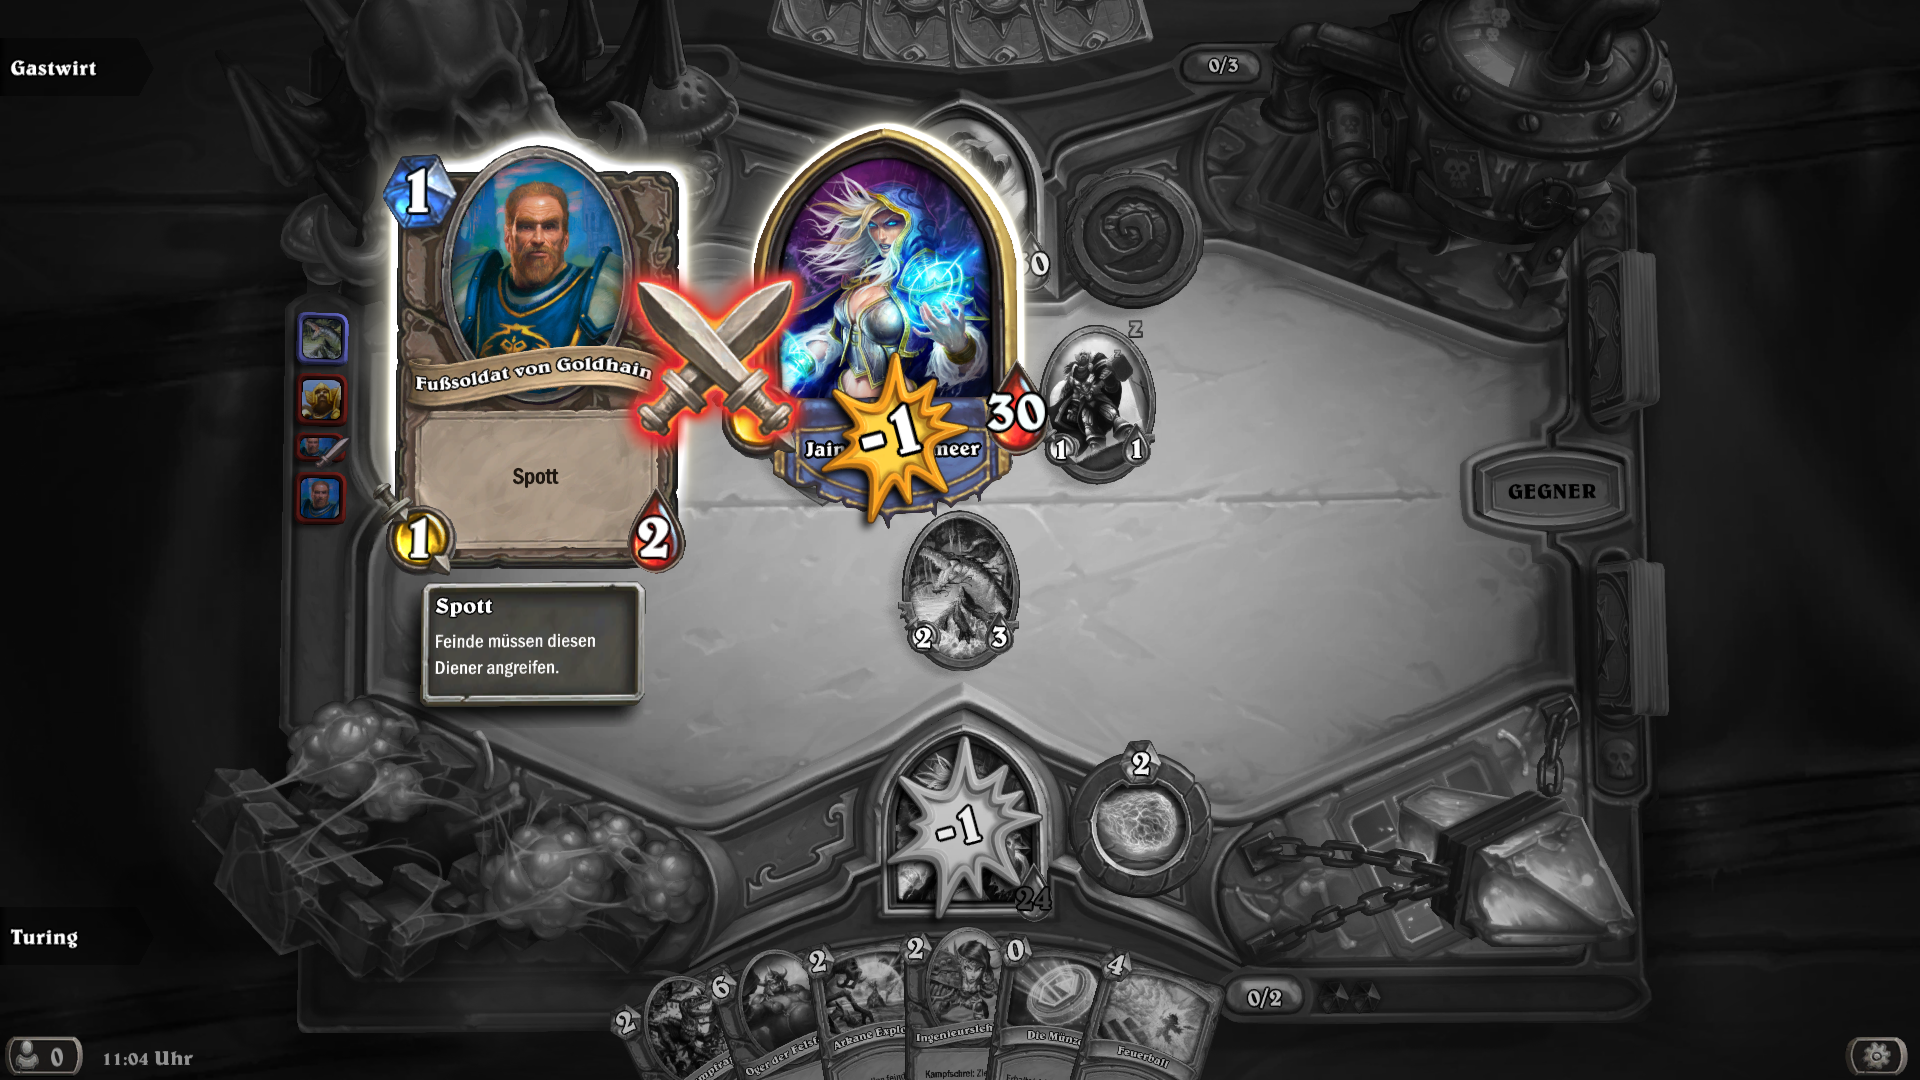 Gastwirt
0/3
1
Fußsoldat von Goldhain
Spott
1
2
-1
30
Z
1
1
GEGNER
Spott
Feinde müssen diesen
Diener angreifen.
2
3
2
-1
24
Turing
2
6
2
2
0
4
Arkane
Die
Feuerball
Kampfschrei:
0/2
0
11:04 Uhr